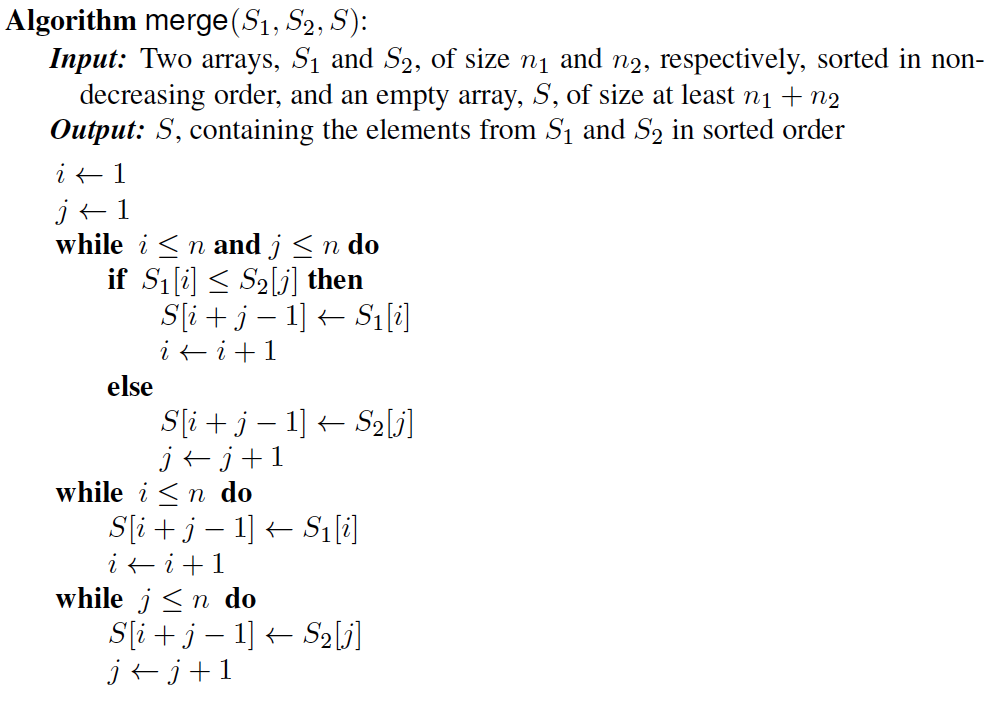 Algorithm merge(S₁, S₂, S):
Input: Two arrays, S₁ and S₂, of size n₁ and n₂, respectively, sorted in non-
decreasing order, and an empty array, S, of size at least n₁ + n₂
Output: S, containing the elements from S₁ and S₂ in sorted order
i ← 1
j ← 1
while i ≤ n and j ≤ n do
if S₁[i] ≤ S₂[j] then
S[i + j − 1] ← S₁[i]
i ← i + 1
else
S[i + j − 1] ← S₂[j]
j ← j + 1
while i ≤ n do
S[i + j − 1] ← S₁[i]
i ← i + 1
while j ≤ n do
S[i + j − 1] ← S₂[j]
j ← j + 1